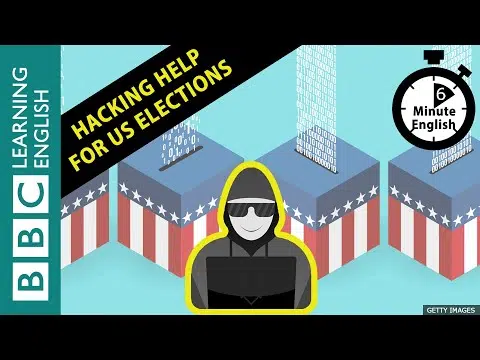 BBC
LEARNING
ENGLISH
HACKING HELP
FOR US ELECTIONS
6
Minute
English
GETTY IMAGES